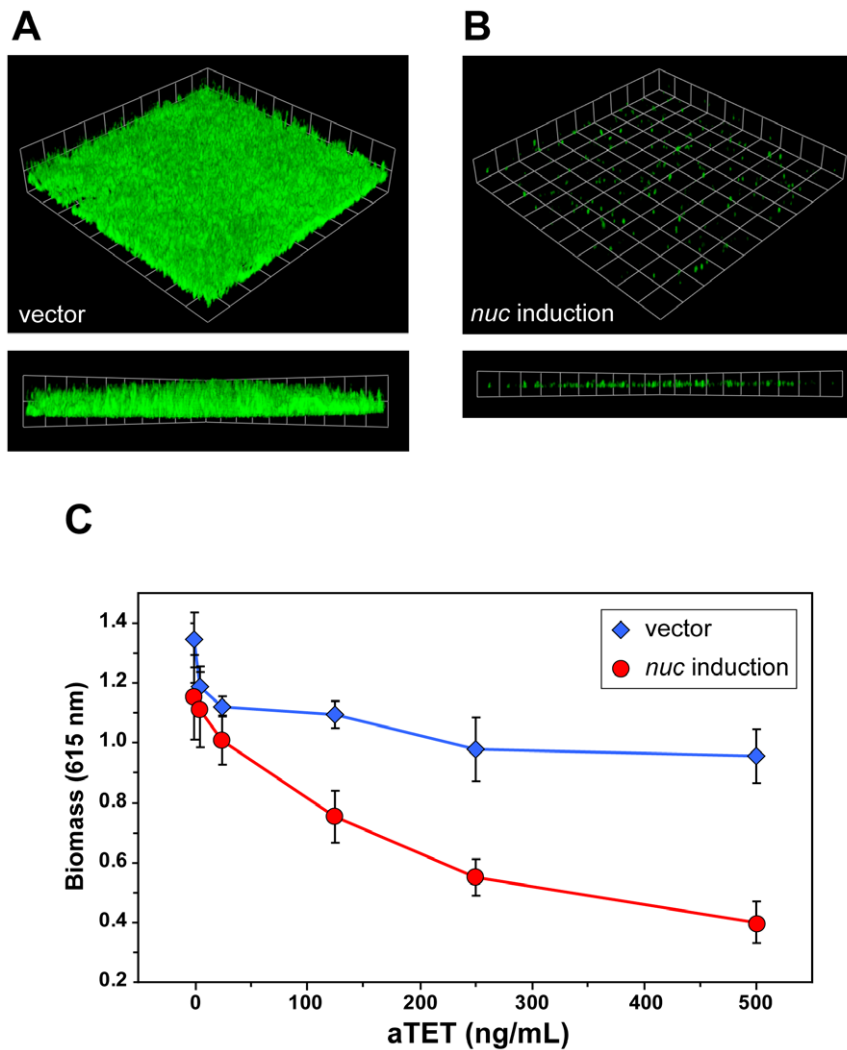 A
B
vector
nuc induction
C
1.4
1.2
1.0
0.8
0.6
0.4
0.2
Biomass (615 nm)
vector
nuc induction
0
100
200
300
400
500
aTET (ng/mL)